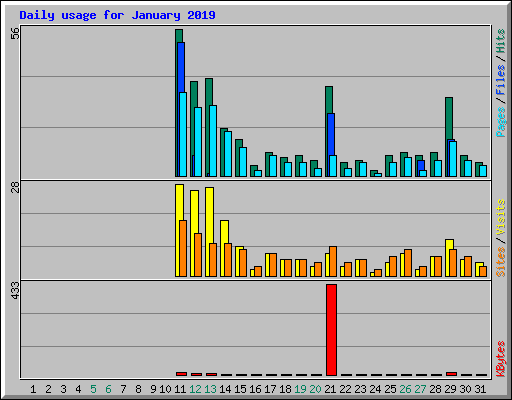 Daily usage for January 2019
56
Pages / Files / Hits
28
Sites / Visits
433
KBytes
1 2 3 4 5 6 7 8 9 10 11 12 13 14 15 16 17 18 19 20 21 22 23 24 25 26 27 28 29 30 31